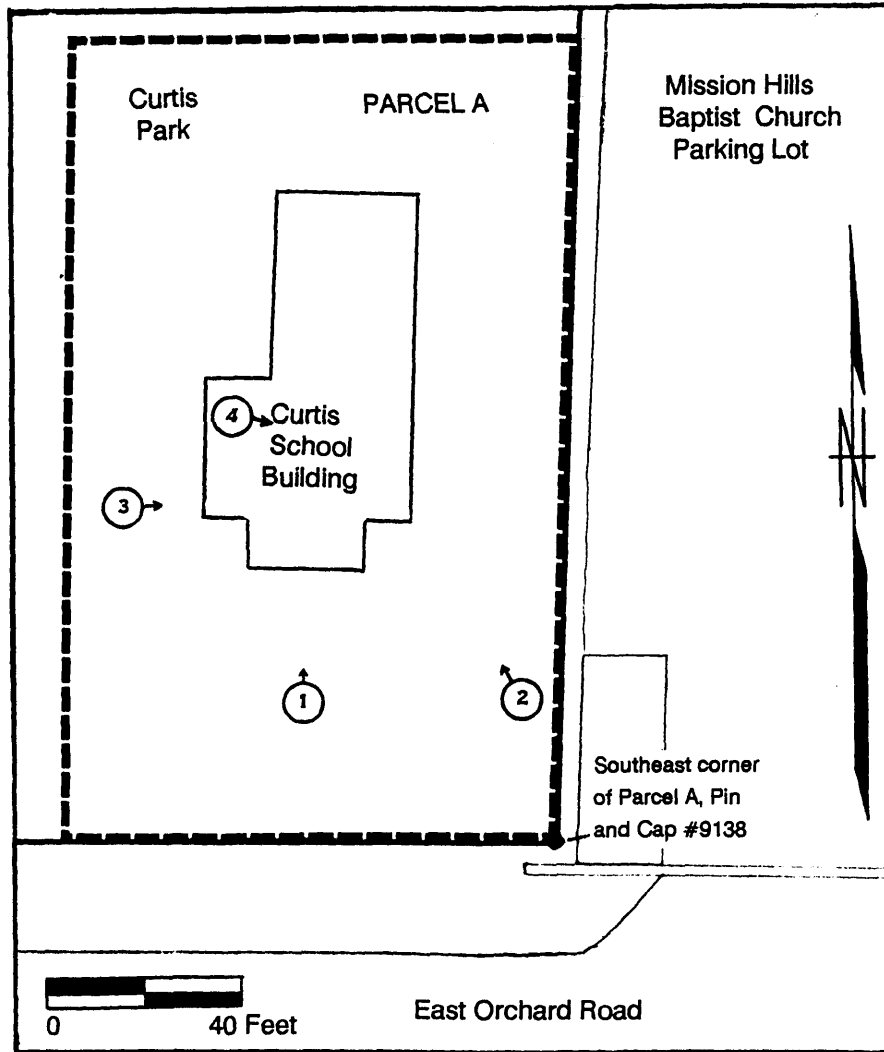 Curtis
Park
PARCEL A
Mission Hills
Baptist Church
Parking Lot
4
Curtis
School
Building
3
N
1
2
Southeast corner
of Parcel A, Pin
and Cap #9138
0
40 Feet
East Orchard Road